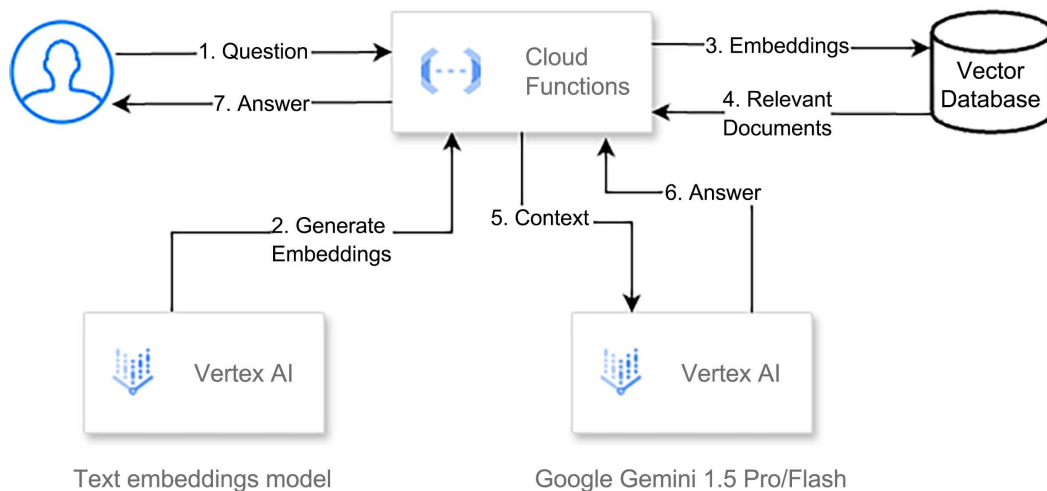 1. Question
Cloud
Functions
3. Embeddings
Vector
Database
7. Answer
4. Relevant
Documents
2. Generate
Embeddings
5. Context
6. Answer
Vertex AI
Vertex AI
Text embeddings model
Google Gemini 1.5 Pro/Flash